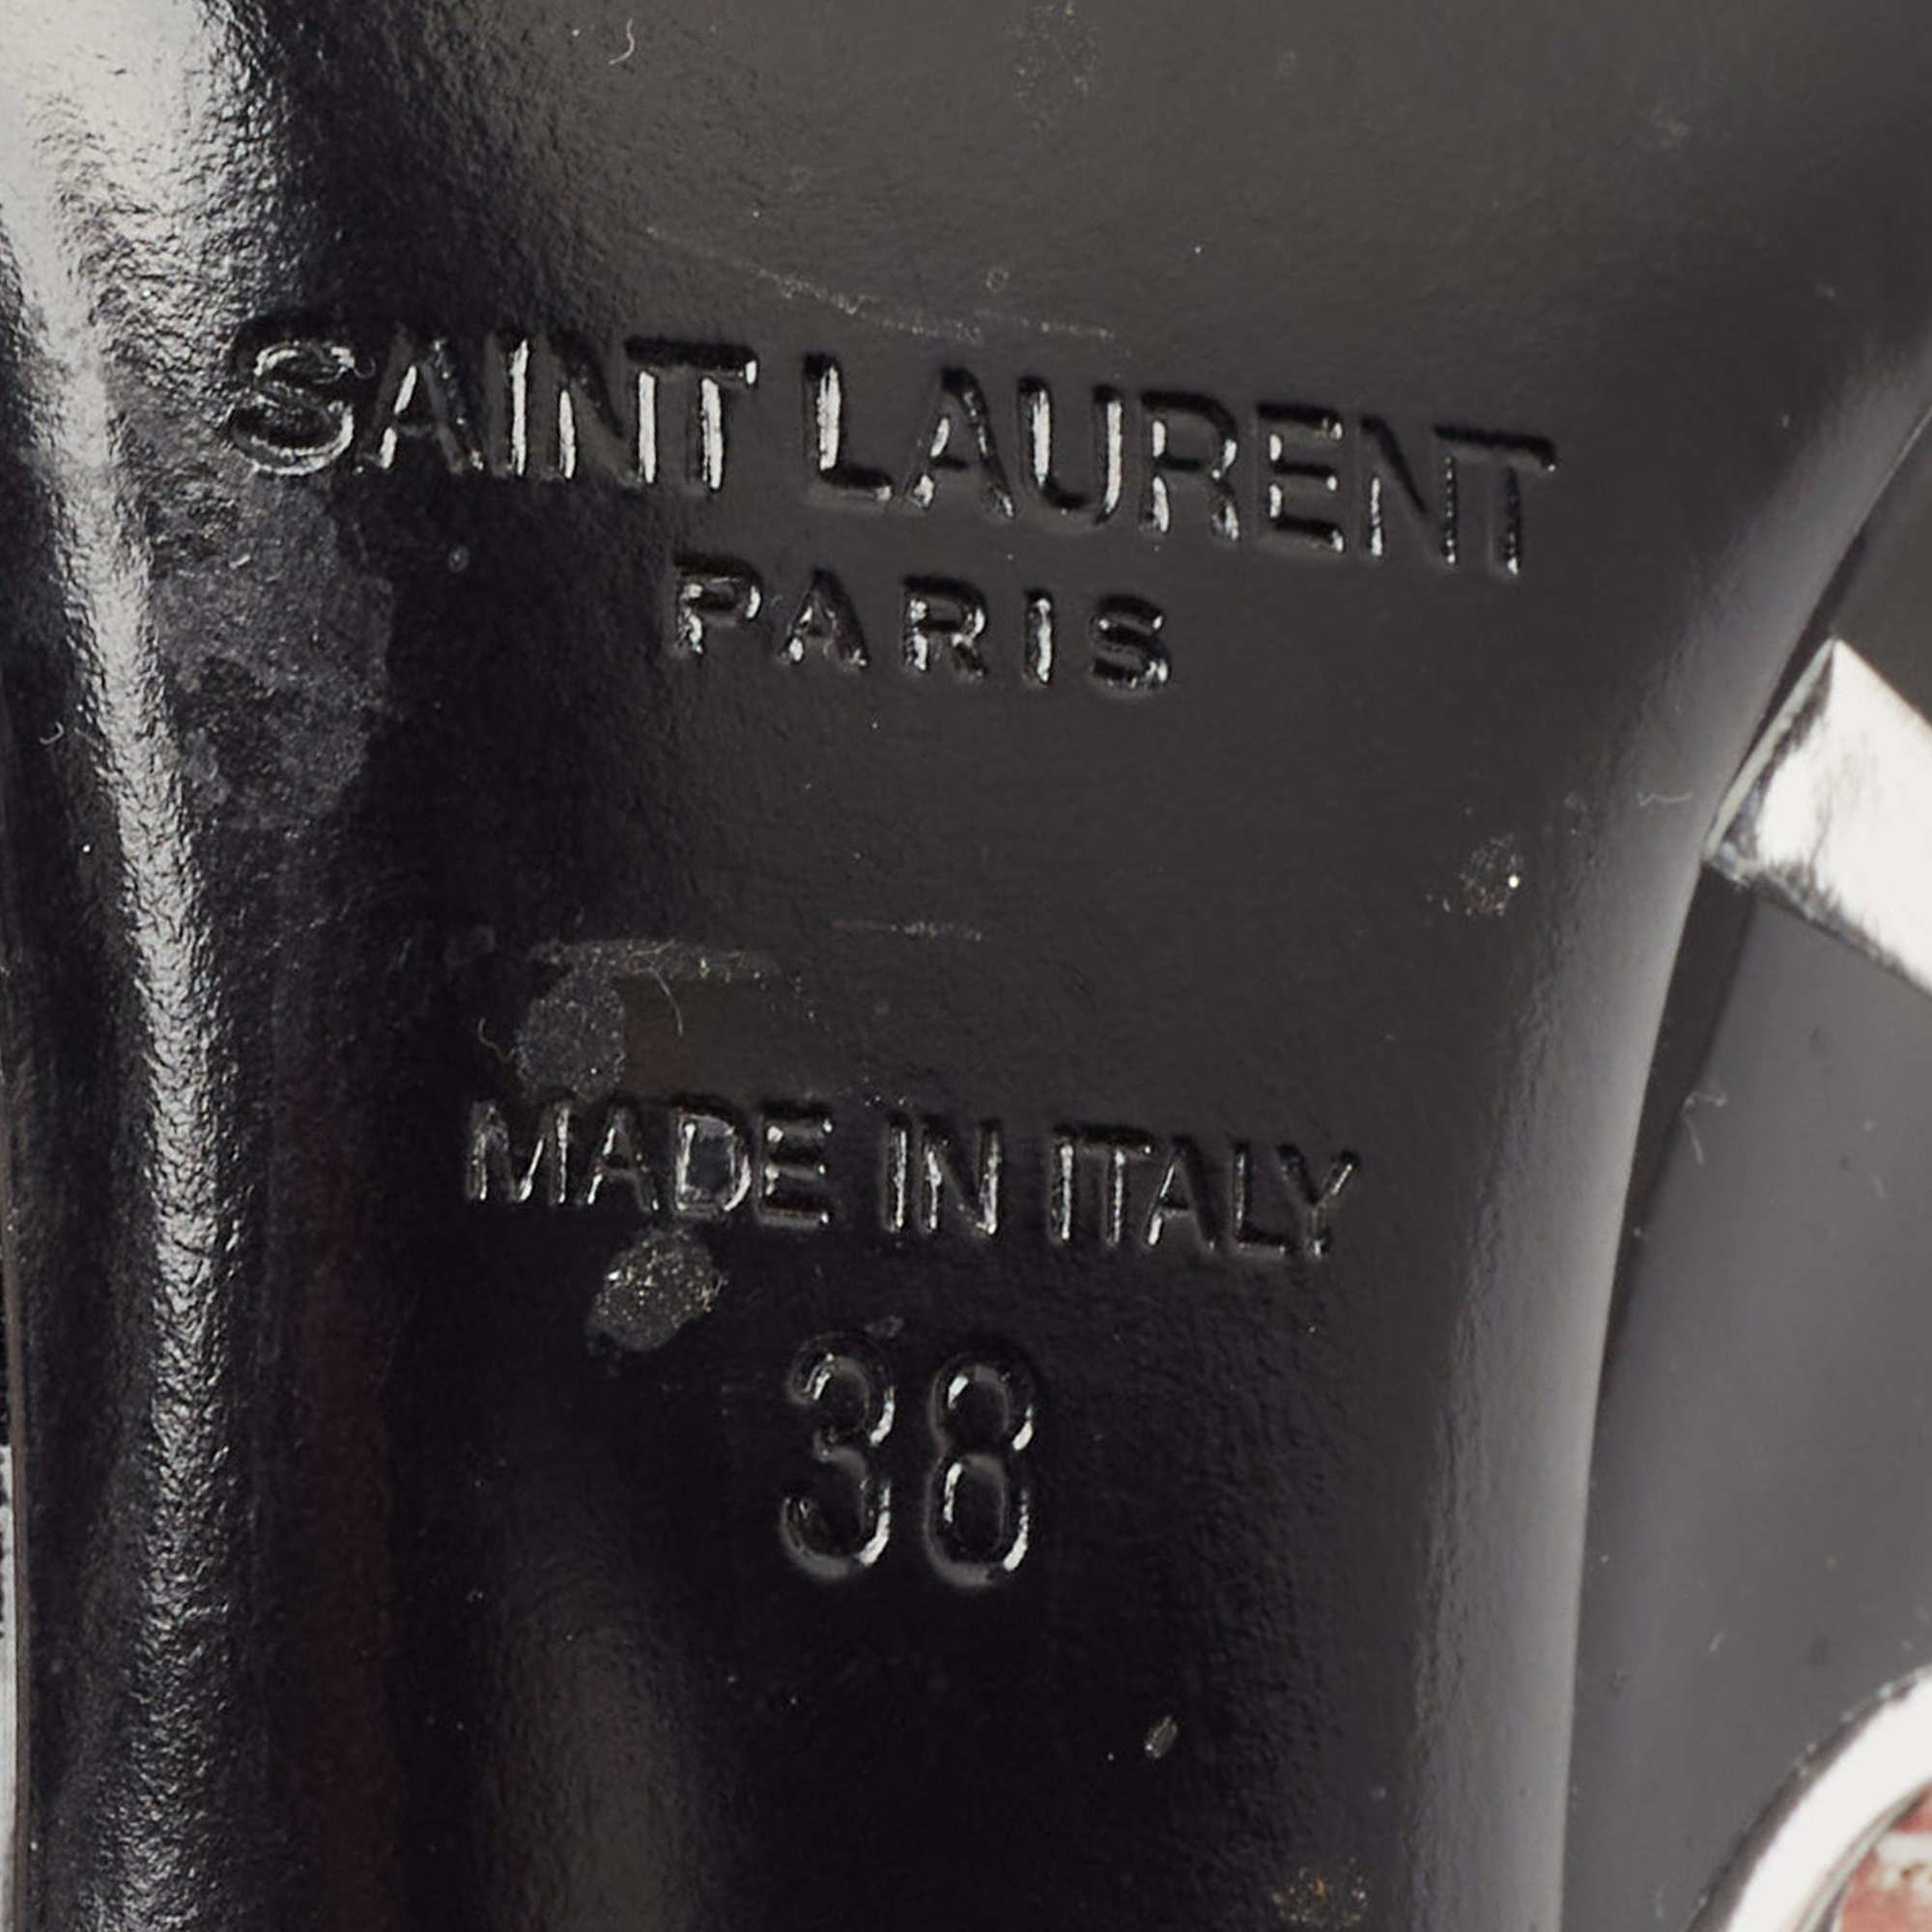 SAINT LAURENT
PARIS
MADE IN ITALY
38